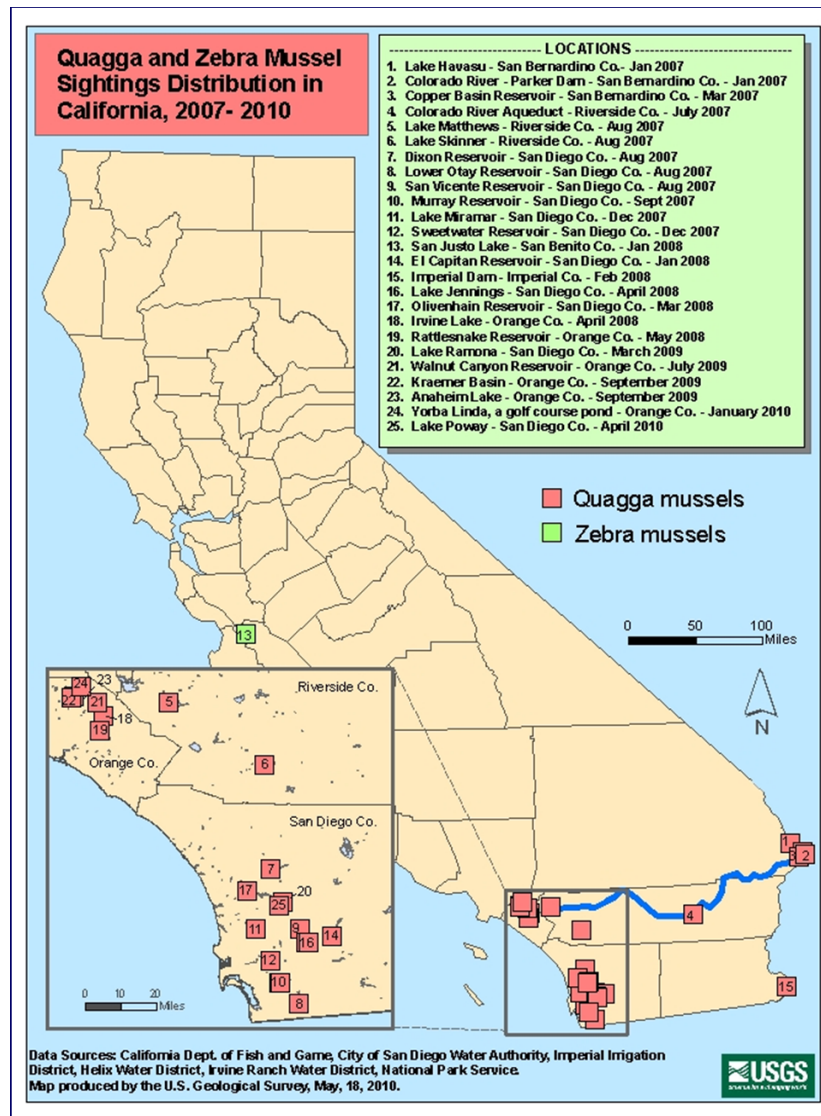 Quagga and Zebra Mussel
Sightings Distribution in
California, 2007- 2010
LOCATIONS
1. Lake Havasu - San Bernardino Co.- Jan 2007
2. Colorado River - Parker Dam - San Bernardino Co. - Jan 2007
3. Copper Basin Reservoir - San Bernardino Co. - Mar 2007
4. Colorado River Aqueduct - Riverside Co. - July 2007
5. Lake Matthews - Riverside Co. - Aug 2007
6. Lake Skinner - Riverside Co. - Aug 2007
7. Dixon Reservoir - San Diego Co. - Aug 2007
8. Lower Otay Reservoir - San Diego Co. - Aug 2007
9. San Vicente Reservoir - San Diego Co. - Aug 2007
10. Murray Reservoir - San Diego Co. - Sept 2007
11. Lake Miramar - San Diego Co. - Dec 2007
12. Sweetwater Reservoir - San Diego Co. - Dec 2007
13. San Justo Lake - San Benito Co. - Jan 2008
14. El Capitan Reservoir - San Diego Co. - Jan 2008
15. Imperial Dam - Imperial Co. - Feb 2008
16. Lake Jennings - San Diego Co. - April 2008
17. Olivenhain Reservoir - San Diego Co. - Mar 2008
18. Irvine Lake - Orange Co. - April 2008
19. Rattlesnake Reservoir - Orange Co. - May 2008
20. Lake Ramona - San Diego Co. - March 2009
21. Walnut Canyon Reservoir - Orange Co. - July 2009
22. Kraemer Basin - Orange Co. - September 2009
23. Anaheim Lake - Orange Co. - September 2009
24. Yorba Linda, a golf course pond - Orange Co. - January 2010
25. Lake Poway - San Diego Co. - April 2010
Quagga mussels
Zebra mussels
0 50 100
Miles
N
13
24 23
22 21
18
19
5
Riverside Co.
6
Orange Co.
San Diego Co.
7
17
20
25
11
9
16
14
12
10
8
0 10 20
Miles
1
3 2
4
15
Data Sources: California Dept. of Fish and Game, City of San Diego Water Authority, Imperial Irrigation
District, Helix Water District, Irvine Ranch Water District, National Park Service.
Map produced by the U.S. Geological Survey, May, 18, 2010.
USGS
science for a changing world